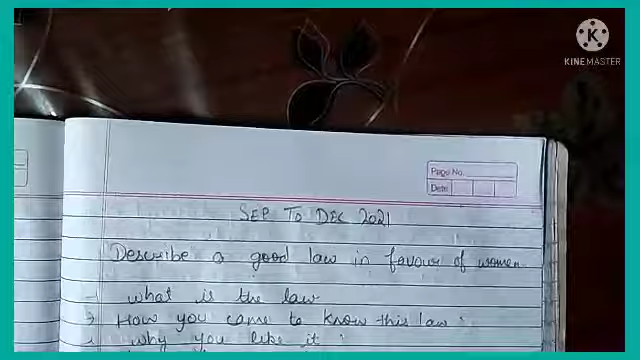 KINEMASTER
Page No.
Date
SEP TO DEC 2021
Describe a good law in favour of women
what is the law
How you came to know this law
why you like it